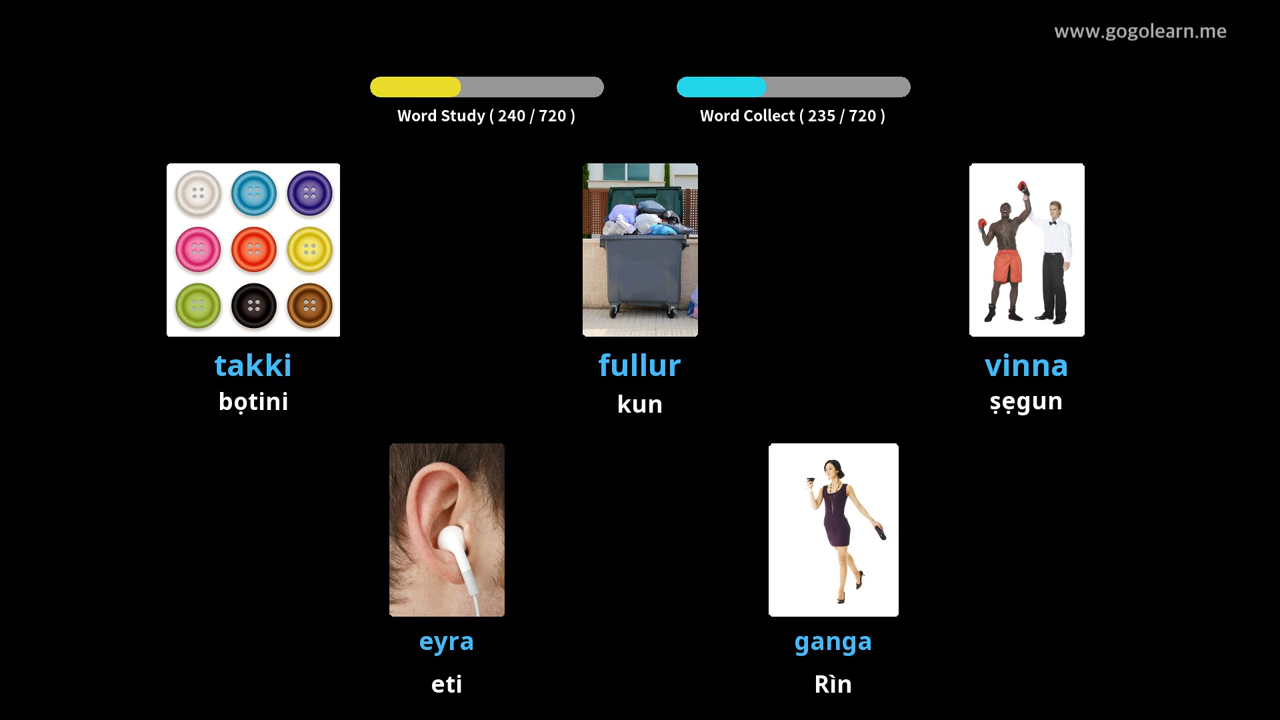 www.gogolearn.me
Word Study ( 240 / 720 )
Word Collect ( 235 / 720 )
takki
bọtini
fullur
kun
vinna
ṣẹgun
eyra
eti
ganga
Rìn